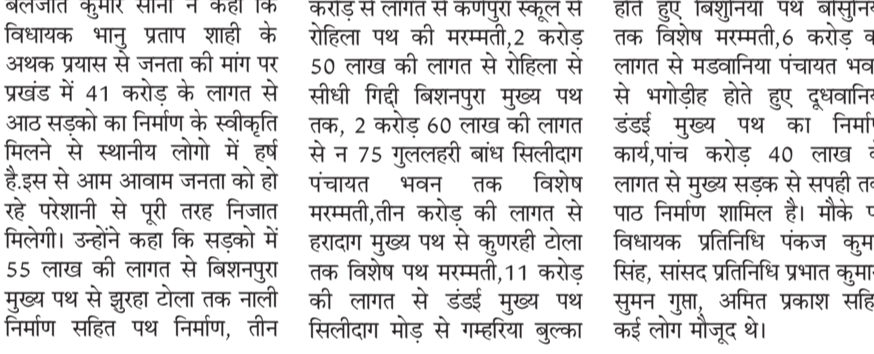 बलजीत कुमार सोनी ने कहा कि
विधायक भानु प्रताप शाही के
अथक प्रयास से जनता की मांग पर
प्रखंड में 41 करोड़ के लागत से
आठ सड़को का निर्माण के स्वीकृति
मिलने से स्थानीय लोगो में हर्ष
है.इस से आम आवाम जनता को हो
रहे परेशानी से पूरी तरह निजात
मिलेगी। उन्होंने कहा कि सड़को में
55 लाख की लागत से बिशनपुरा
मुख्य पथ से झुरहा टोला तक नाली
निर्माण सहित पथ निर्माण, तीन
करोड़ से लागत से कर्णपुरा स्कूल से
रोहिला पथ की मरम्मती,2 करोड़
50 लाख की लागत से रोहिला से
सीधी गिद्दी बिशनपुरा मुख्य पथ
तक, 2 करोड़ 60 लाख की लागत
से न 75 गुललहरी बांध सिलीदाग
पंचायत भवन तक विशेष
मरम्मती,तीन करोड़ की लागत से
हरादाग मुख्य पथ से कुणरही टोला
तक विशेष पथ मरम्मती,11 करोड़
की लागत से डंडई मुख्य पथ
सिलीदाग मोड़ से गम्हरिया बुल्का
होते हुए बिशुनिया पथ
तक विशेष मरम्मती,6 करोड़
लागत से मडवानिया पंचायत
से भगोड़ीह होते हुए
डंडई मुख्य पथ का
कार्य,पांच करोड़ 40 लाख
लागत से मुख्य सड़क से सपही
पाठ निर्माण शामिल है। मौके
विधायक प्रतिनिधि पंकज
सिंह, सांसद प्रतिनिधि प्रभात
सुमन गुप्ता, अमित प्रकाश
कई लोग मौजूद थे।